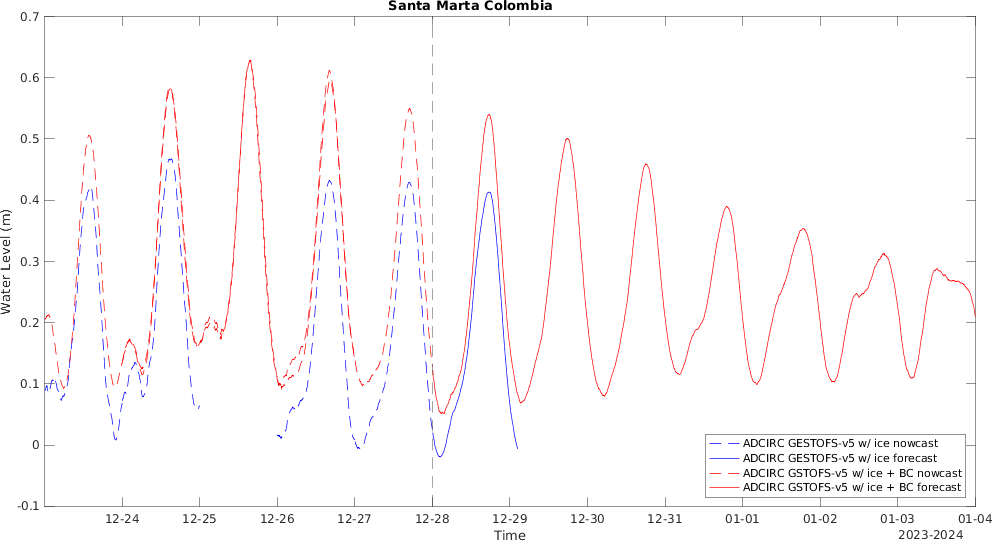 Santa Marta Colombia
0.7
0.6
0.5
0.4
0.3
0.2
0.1
0
-0.1
Water Level (m)
ADCIRC GESTOFS-v5 w/ ice nowcast
ADCIRC GESTOFS-v5 w/ ice forecast
ADCIRC GSTOFS-v5 w/ ice + BC nowcast
ADCIRC GSTOFS-v5 w/ ice + BC forecast
12-24 12-25 12-26 12-27 12-28 12-29 12-30 12-31 01-01 01-02 01-03 01-04
Time
2023-2024